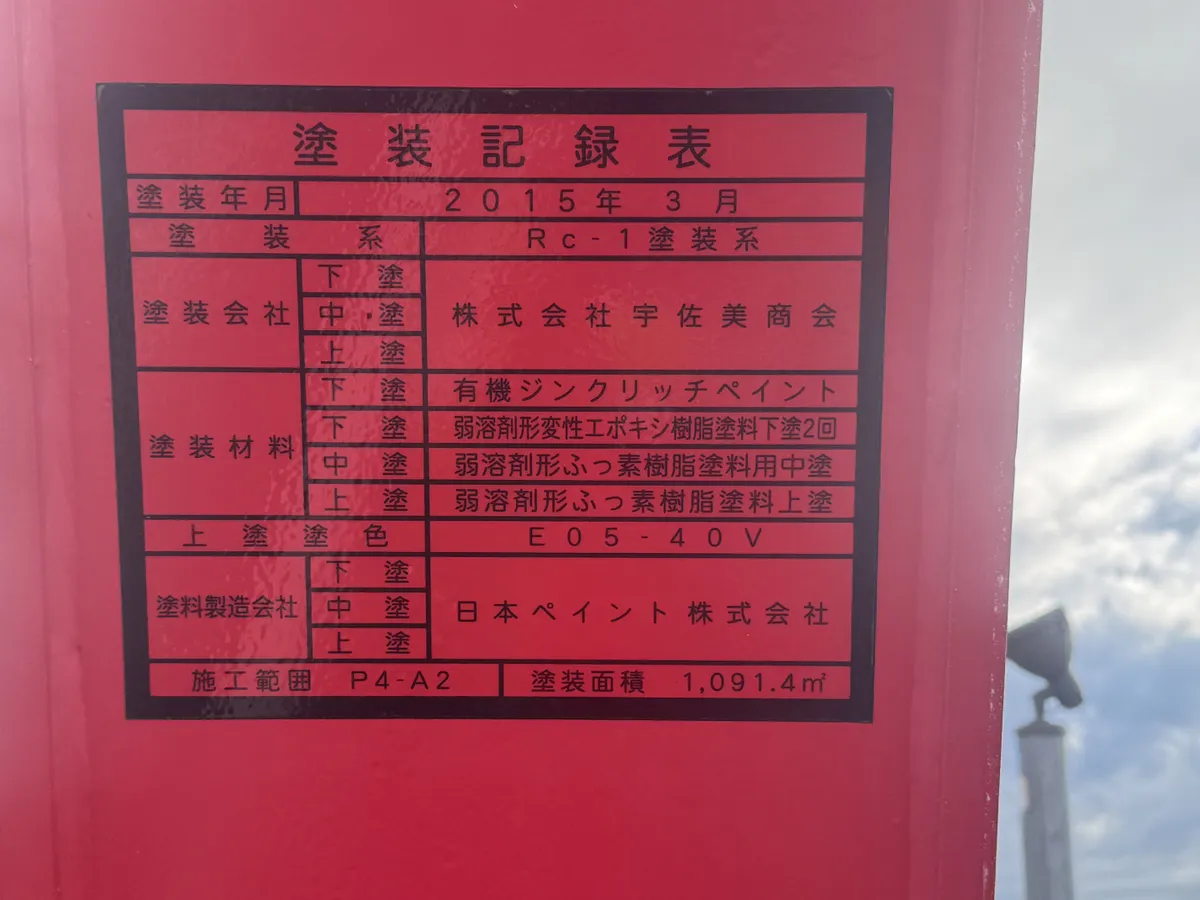 塗装記録表
塗装年月 2015年 3月
塗装系 Rc-1塗装系
塗装会社 下塗 中・塗 上塗 株式会社宇佐美商会
塗装材料 下塗 有機ジンクリッチペイント
下塗 弱溶剤形変性エポキシ樹脂塗料下塗2回
中塗 弱溶剤形ふっ素樹脂塗料用中塗
上塗 弱溶剤形ふっ素樹脂塗料上塗
上塗塗色 E05-40V
塗料製造会社 下塗 中塗 上塗 日本ペイント株式会社
施工範囲 P4-A2 塗装面積 1,091.4㎡